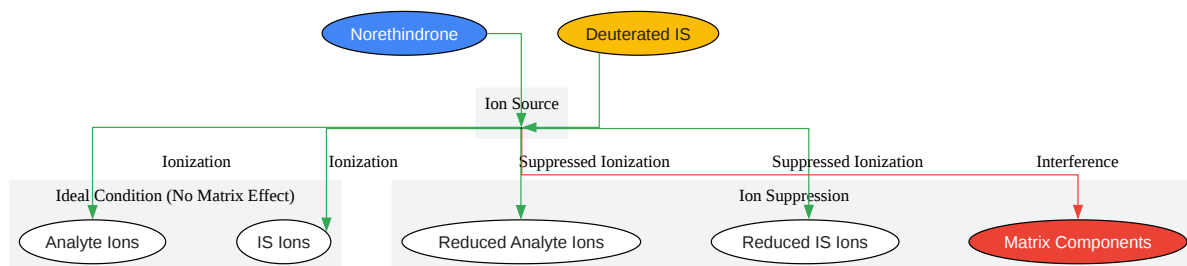 Norethindrone
Deuterated IS
Ion Source
Ionization
Ionization
Suppressed Ionization
Suppressed Ionization
Interference
Ideal Condition (No Matrix Effect)
Ion Suppression
Analyte Ions
IS Ions
Reduced Analyte Ions
Reduced IS Ions
Matrix Components